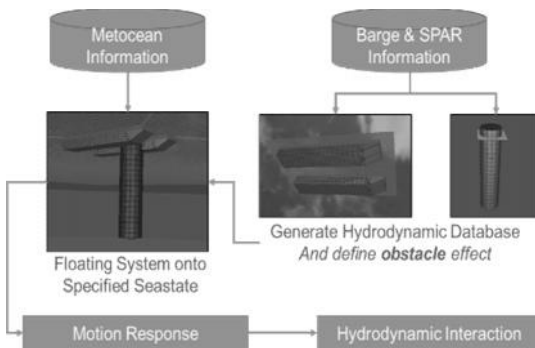 Metocean
Information
Barge & SPAR
Information
Generate Hydrodynamic Database
And define obstacle effect
Floating System onto
Specified Seastate
Motion Response
Hydrodynamic Interaction